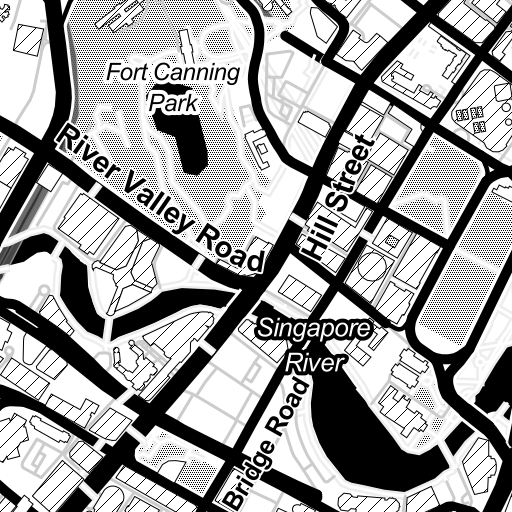 Fort Canning
Park
River Valley Road
Hill Street
Singapore
River
Bridge Road